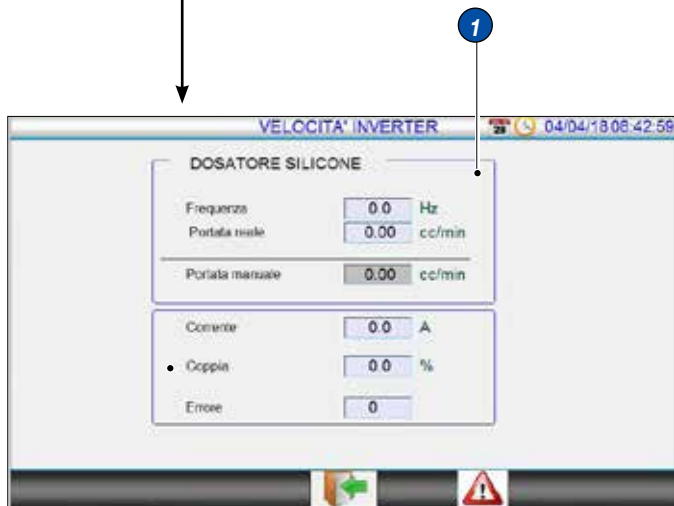 1
VELOCITA' INVERTER 04/04/18 08:42:59
DOSATORE SILICONE
Frequenza 0.0 Hz
Portata reale 0.00 cc/min
Portata manuale 0.00 cc/min
Corrente 0.0 A
Coppia 0.0 %
Errore 0